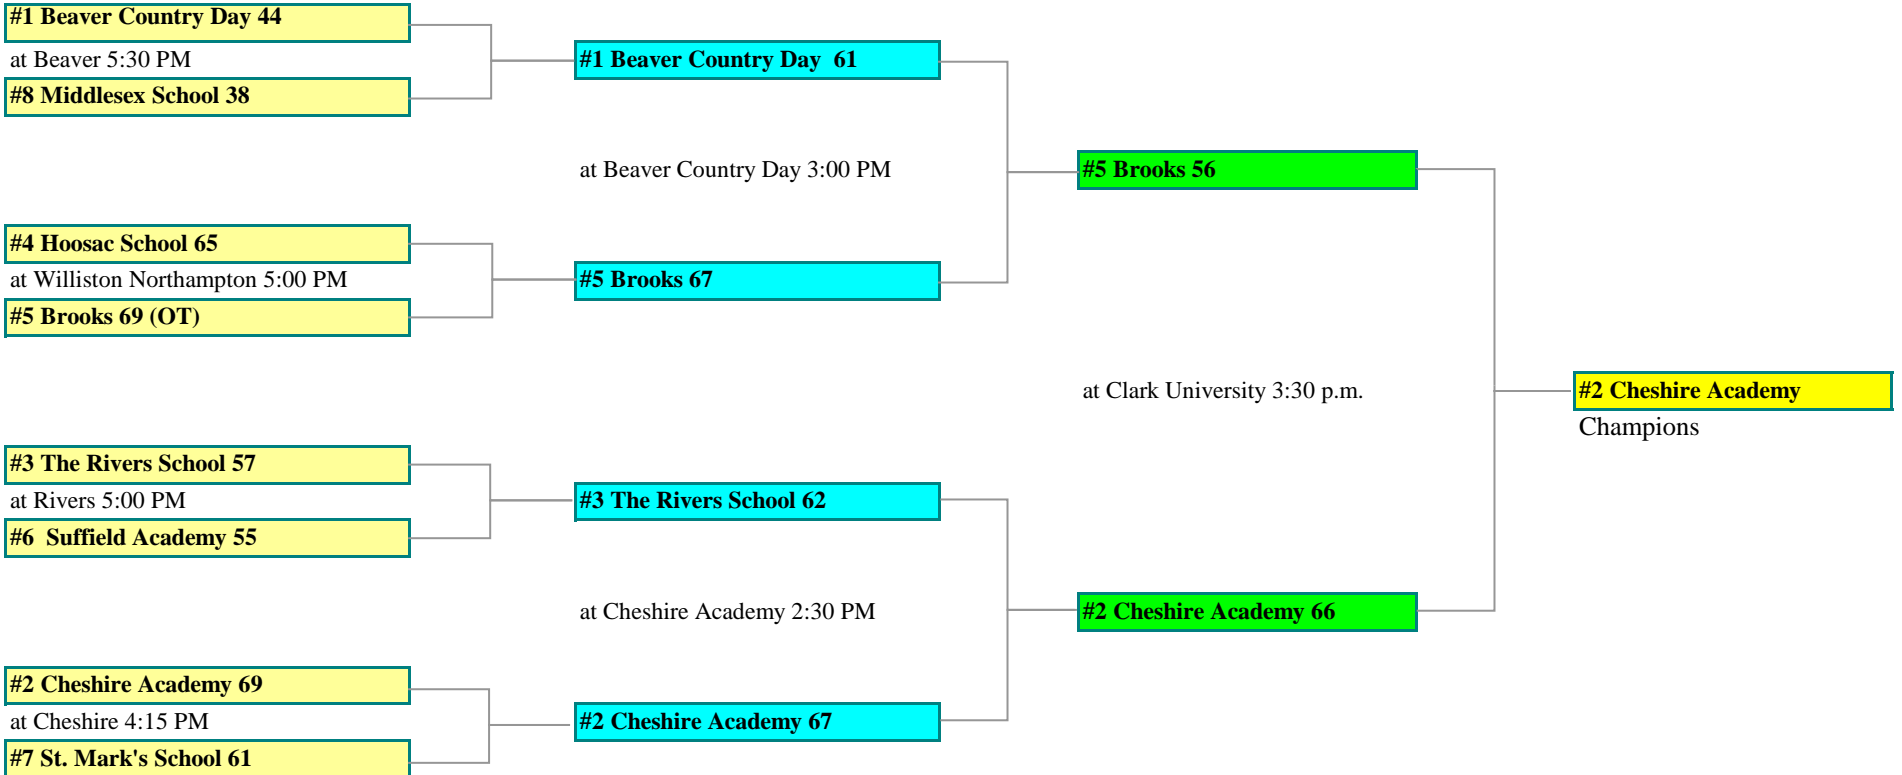 #1 Beaver Country Day 44
at Beaver 5:30 PM
#8 Middlesex School 38
#4 Hoosac School 65
at Williston Northampton 5:00 PM
#5 Brooks 69 (OT)
#3 The Rivers School 57
at Rivers 5:00 PM
#6  Suffield Academy 55
#2 Cheshire Academy 69
at Cheshire 4:15 PM
#7 St. Mark's School 61
#1 Beaver Country Day  61
at Beaver Country Day 3:00 PM
#5 Brooks 67
#3 The Rivers School 62
at Cheshire Academy 2:30 PM
#2 Cheshire Academy 67
#5 Brooks 56
at Clark University 3:30 p.m.
#2 Cheshire Academy 66
#2 Cheshire Academy
Champions